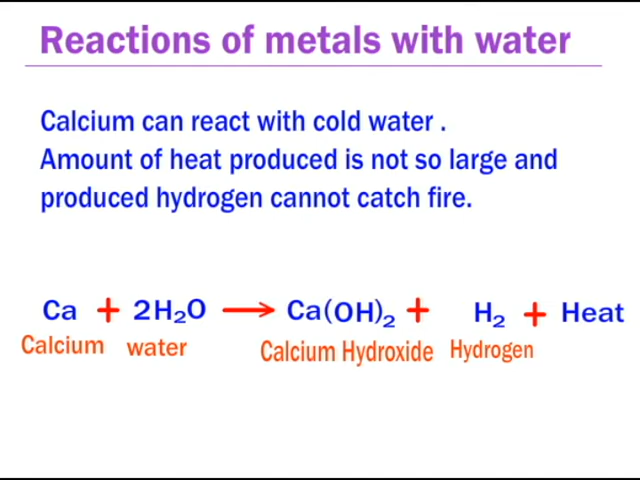 Reactions of metals with water
Calcium can react with cold water .
Amount of heat produced is not so large and
produced hydrogen cannot catch fire.
Ca + 2H₂O → Ca(OH)₂ + H₂ + Heat
Calcium water Calcium Hydroxide Hydrogen